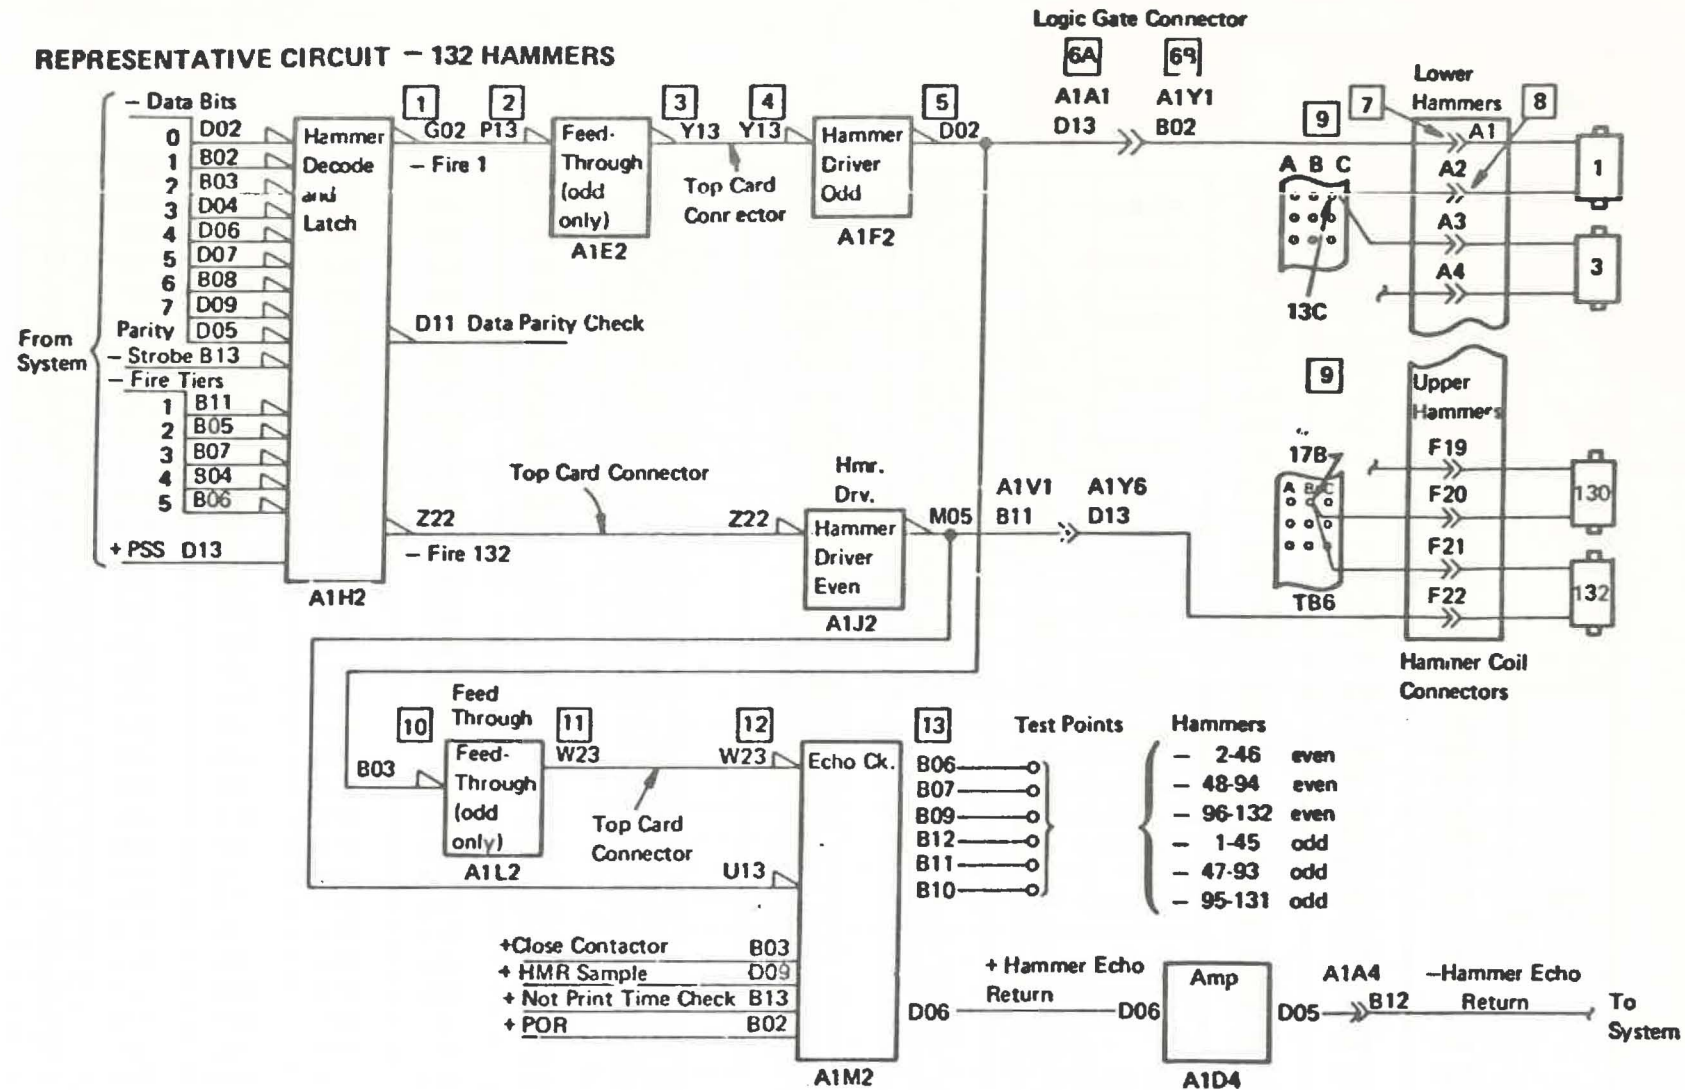 REPRESENTATIVE CIRCUIT – 132 HAMMERS
Logic Gate Connector
6A
A1A1
D13
A1Y1
B02
From System
– Data Bits
0 D02
1 B02
2 B03
3 D04
4 D06
5 D07
6 B08
7 D09
Parity D05
– Strobe B13
– Fire Tiers
1 B11
2 B05
3 B07
4 B04
5 B06
+ PSS D13
Hammer
Decode
and
Latch
A1H2
1
G02
– Fire 1
2
P13
Feed-
Through
(odd
only)
A1E2
3
Y13
4
Y13
Top Card
Connector
Hammer
Driver
Odd
A1F2
5
D02
D11 Data Parity Check
Z22
– Fire 132
Top Card Connector
Z22
Hmr.
Drv.
Hammer
Driver
Even
A1J2
M05
A1V1
B11
A1Y6
D13
9
A B C
13C
7
Lower
Hammers
8
A1
A2
A3
A4
1
3
9
17B
A B C
TB6
Upper
Hammers
F19
F20
F21
F22
130
132
Hammer Coil
Connectors
10
B03
Feed
Through
Feed-
Through
(odd
only)
A1L2
11
W23
12
W23
Top Card
Connector
U13
Echo Ck.
A1M2
13
B06
B07
B09
B12
B11
B10
Test Points
Hammers
– 2-46 even
– 48-94 even
– 96-132 even
– 1-45 odd
– 47-93 odd
– 95-131 odd
+Close Contactor B03
+ HMR Sample D09
+ Not Print Time Check B13
+ POR B02
D06
+ Hammer Echo
Return
D06
Amp
A1D4
D05
A1A4
B12
–Hammer Echo
Return
To
System